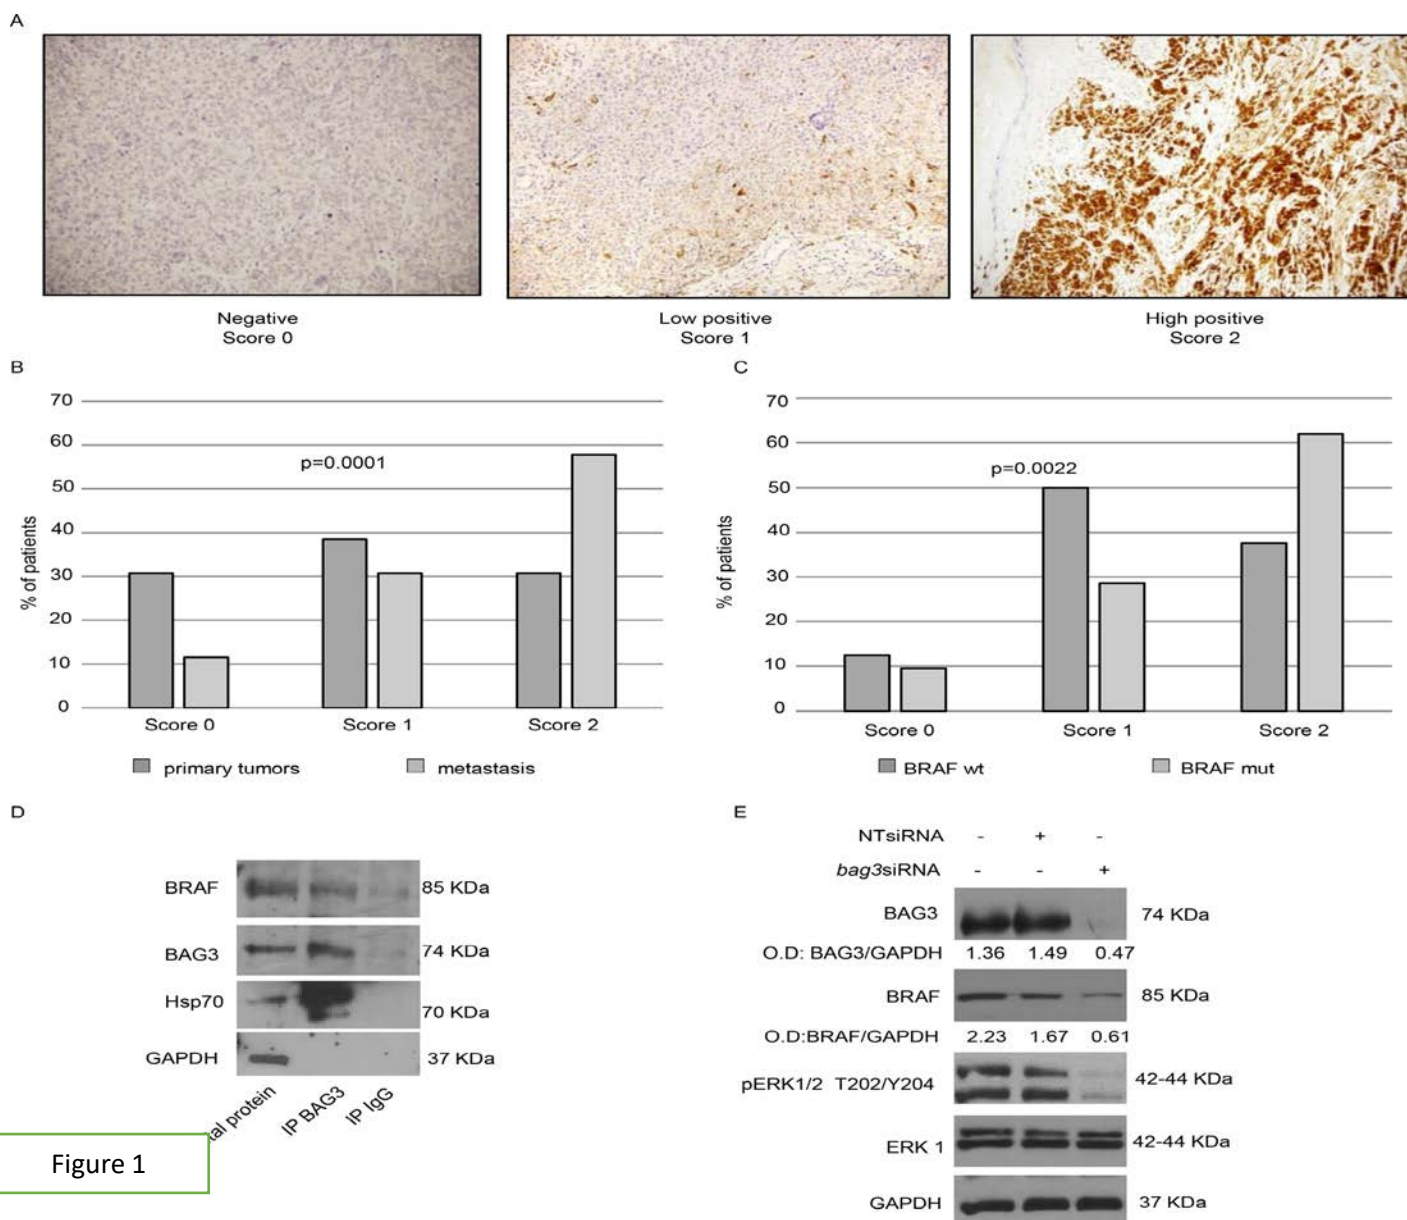 A
Negative
Score 0
Low positive
Score 1
High positive
Score 2
B
70
60
50
40
30
20
10
0
% of patients
p=0.0001
Score 0
Score 1
Score 2
primary tumors
metastasis
C
70
60
50
40
30
20
10
0
% of patients
p=0.0022
Score 0
Score 1
Score 2
BRAF wt
BRAF mut
D
BRAF
85 KDa
BAG3
74 KDa
Hsp70
70 KDa
GAPDH
37 KDa
protein
IP BAG3
IP IgG
E
NTsiRNA - + -
bag3siRNA - - +
BAG3
74 KDa
O.D: BAG3/GAPDH 1.36 1.49 0.47
BRAF
85 KDa
O.D:BRAF/GAPDH 2.23 1.67 0.61
pERK1/2 T202/Y204
42-44 KDa
ERK 1
42-44 KDa
GAPDH
37 KDa
Figure 1